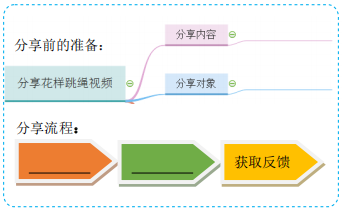 分享前的准备：
分享内容
分享花样跳绳视频
分享对象
分享流程：
获取反馈